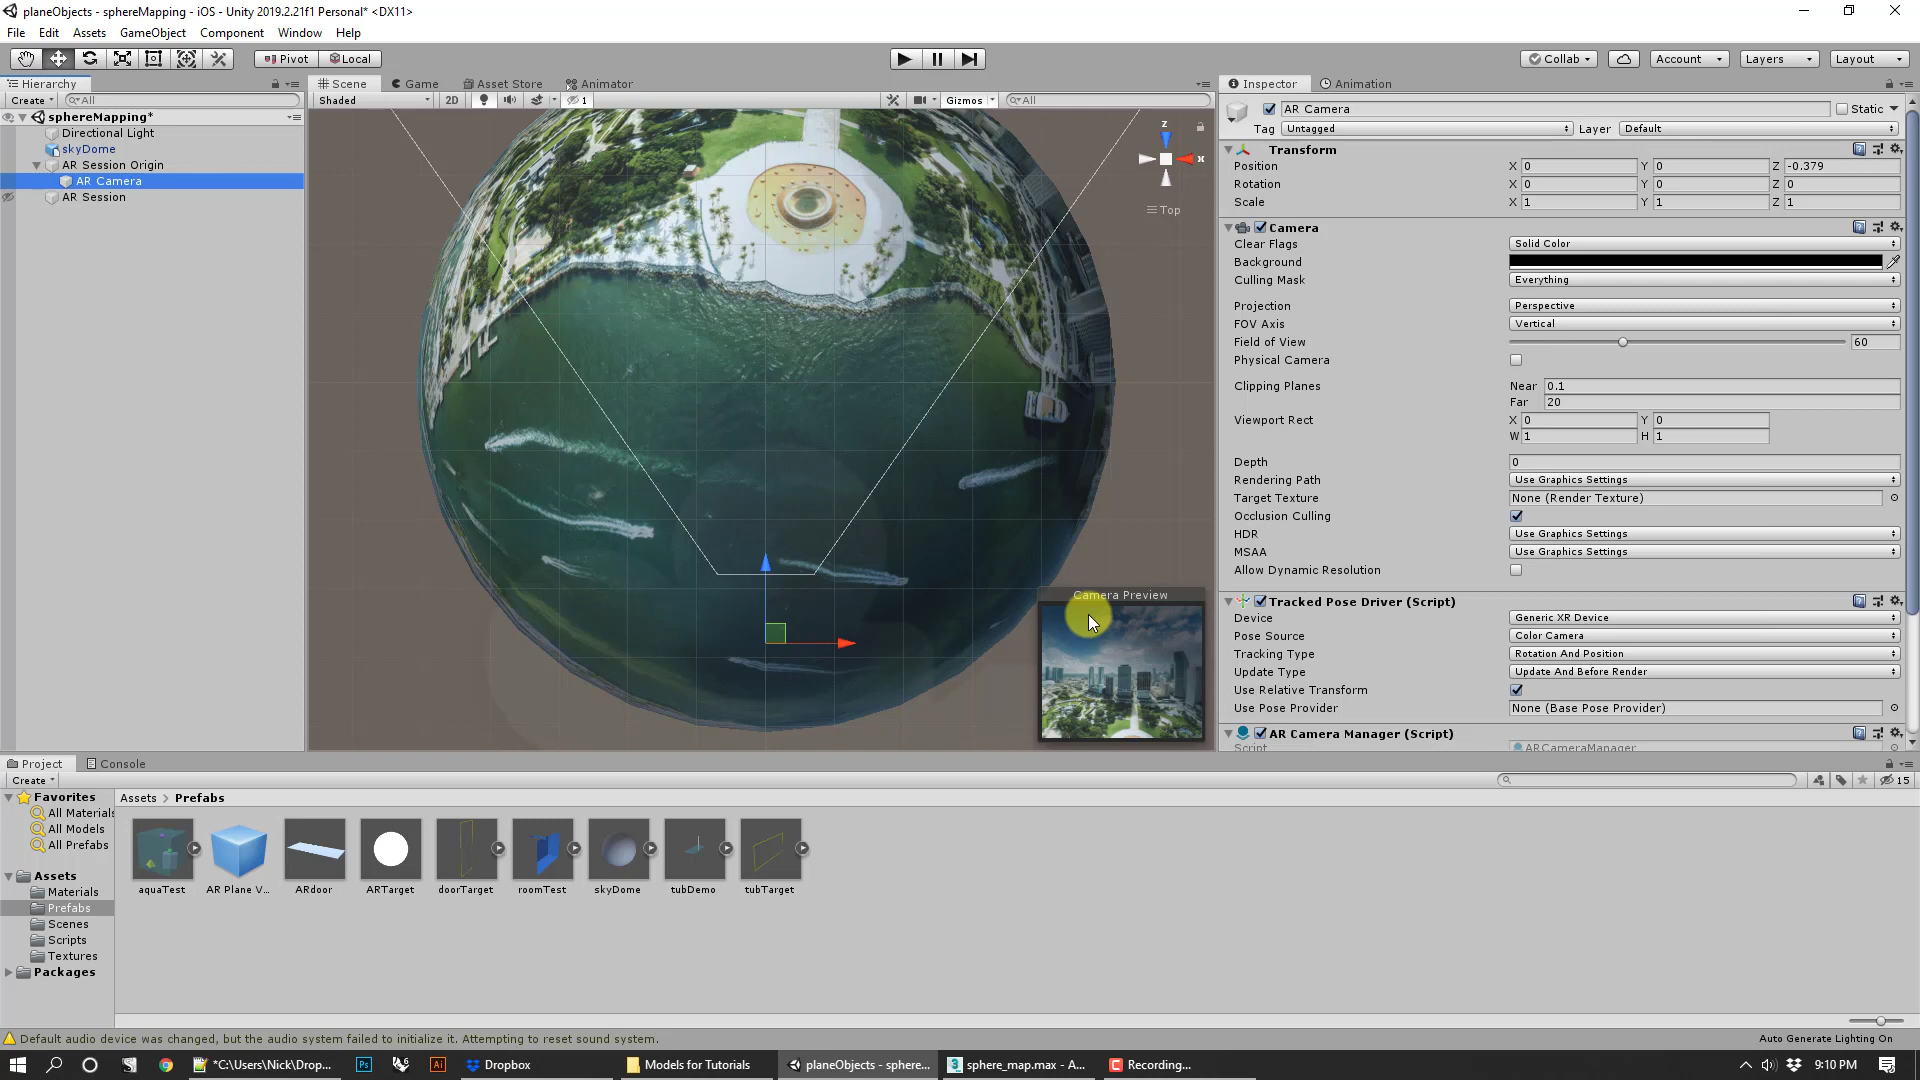 planeObjects - sphereMapping - iOS - Unity 2019.2.21f1 Personal* <DX11>
File Edit Assets GameObject Component Window Help
Pivot Local Collab Account Layers Layout
Hierarchy
Create All
sphereMapping*
Directional Light
skyDome
AR Session Origin
AR Camera
AR Session
Scene Game Asset Store Animator
Shaded 2D 1 Gizmos All
z
x
Top
Camera Preview
Inspector Animation
AR Camera Static
Tag Untagged Layer Default
Transform
Position X 0 Y 0 Z -0.379
Rotation X 0 Y 0 Z 0
Scale X 1 Y 1 Z 1
Camera
Clear Flags Solid Color
Background
Culling Mask Everything
Projection Perspective
FOV Axis Vertical
Field of View 60
Physical Camera
Clipping Planes Near 0.1
Far 20
Viewport Rect X 0 Y 0
W 1 H 1
Depth 0
Rendering Path Use Graphics Settings
Target Texture None (Render Texture)
Occlusion Culling
HDR Use Graphics Settings
MSAA Use Graphics Settings
Allow Dynamic Resolution
Tracked Pose Driver (Script)
Device Generic XR Device
Pose Source Color Camera
Tracking Type Rotation And Position
Update Type Update And Before Render
Use Relative Transform
Use Pose Provider None (Base Pose Provider)
AR Camera Manager (Script)
Script ARCameraManager
Project Console
Create 15
Favorites
All Materials
All Models
All Prefabs
Assets
Materials
Prefabs
Scenes
Scripts
Textures
Packages
Assets > Prefabs
aquaTest AR Plane V... ARdoor ARTarget doorTarget roomTest skyDome tubDemo tubTarget
Default audio device was changed, but the audio system failed to initialize it. Attempting to reset sound system.
Auto Generate Lighting On
*C:\Users\Nick\Drop... Ps Ai Dropbox Models for Tutorials planeObjects - sphere... sphere_map.max - A... Recording... 9:10 PM